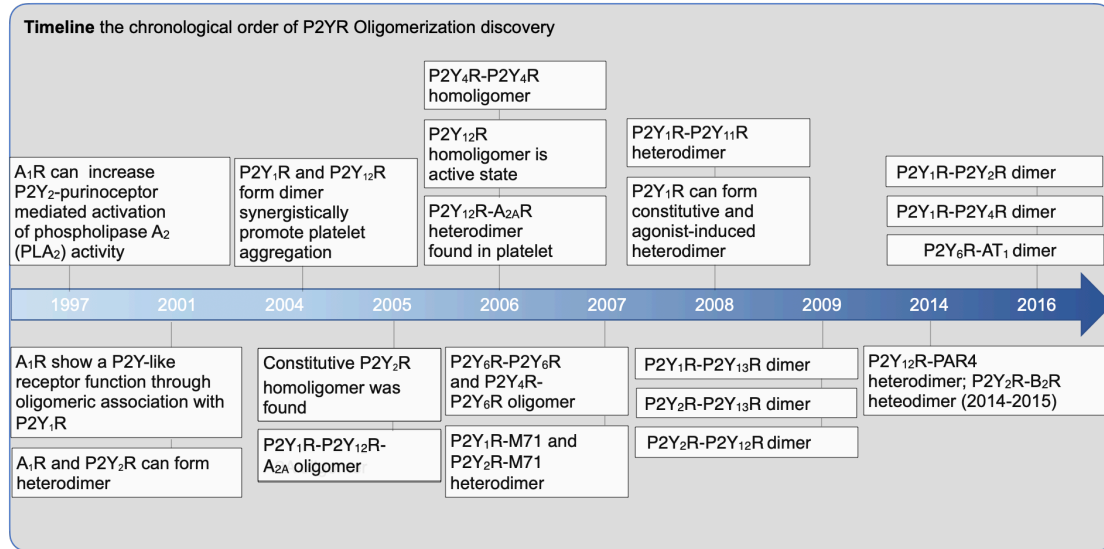 Timeline the chronological order of P2YR Oligomerization discovery
A₁R can increase
P2Y₂-purinoceptor
mediated activation
of phospholipase A₂
(PLA₂) activity
P2Y₁R and P2Y₁₂R
form dimer
synergistically
promote platelet
aggregation
P2Y₄R-P2Y₄R
homoligomer
P2Y₁₂R
homoligomer is
active state
P2Y₁₂R-A₂ₐR
heterodimer
found in platelet
P2Y₁R-P2Y₁₁R
heterodimer
P2Y₁R can form
constitutive and
agonist-induced
heterodimer
P2Y₁R-P2Y₂R dimer
P2Y₁R-P2Y₄R dimer
P2Y₆R-AT₁ dimer
1997 2001 2004 2005 2006 2007 2008 2009 2014 2016
A₁R show a P2Y-like
receptor function through
oligomeric association with
P2Y₁R
A₁R and P2Y₂R can form
heterodimer
Constitutive P2Y₂R
homoligomer was
found
P2Y₁R-P2Y₁₂R-
A₂ₐ oligomer
P2Y₆R-P2Y₆R
and P2Y₄R-
P2Y₆R oligomer
P2Y₁R-M71 and
P2Y₂R-M71
heterodimer
P2Y₁R-P2Y₁₃R dimer
P2Y₂R-P2Y₁₃R dimer
P2Y₂R-P2Y₁₂R dimer
P2Y₁₂R-PAR4
heterodimer; P2Y₂R-B₂R
heteodimer (2014-2015)